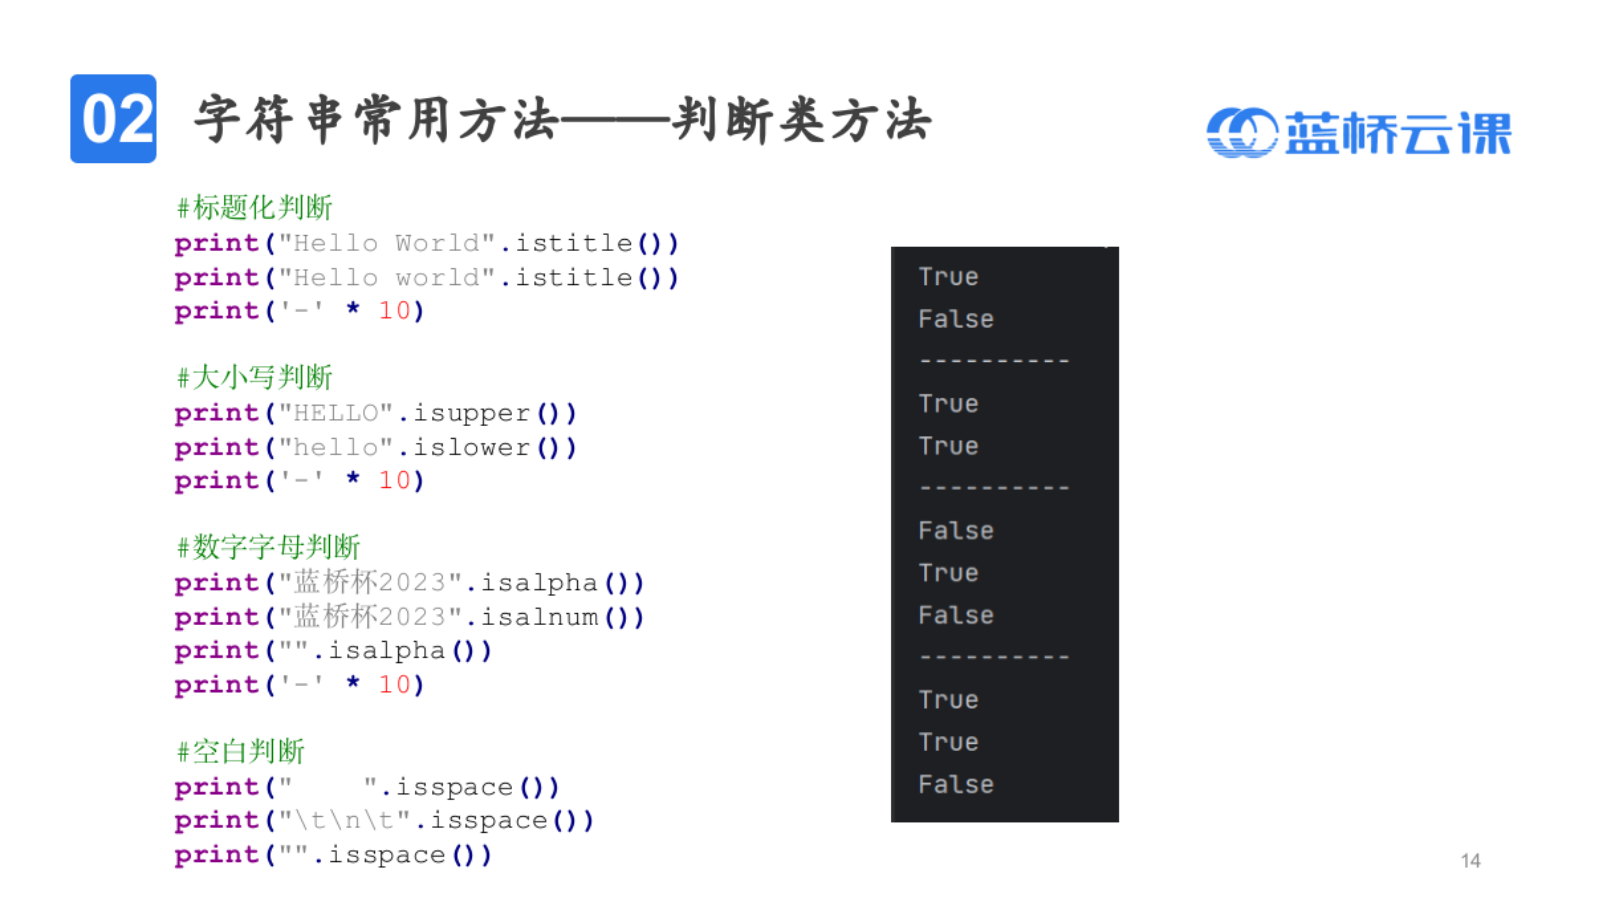 02 字符串常用方法——判断类方法
蓝桥云课
#标题化判断
print("Hello World".istitle())
print("Hello world".istitle())
print('-' * 10)
#大小写判断
print("HELLO".isupper())
print("hello".islower())
print('-' * 10)
#数字字母判断
print("蓝桥杯2023".isalpha())
print("蓝桥杯2023".isalnum())
print("".isalpha())
print('-' * 10)
#空白判断
print("    ".isspace())
print("\t\n\t".isspace())
print("".isspace())
True
False
----------
True
True
----------
False
True
False
----------
True
True
False
14